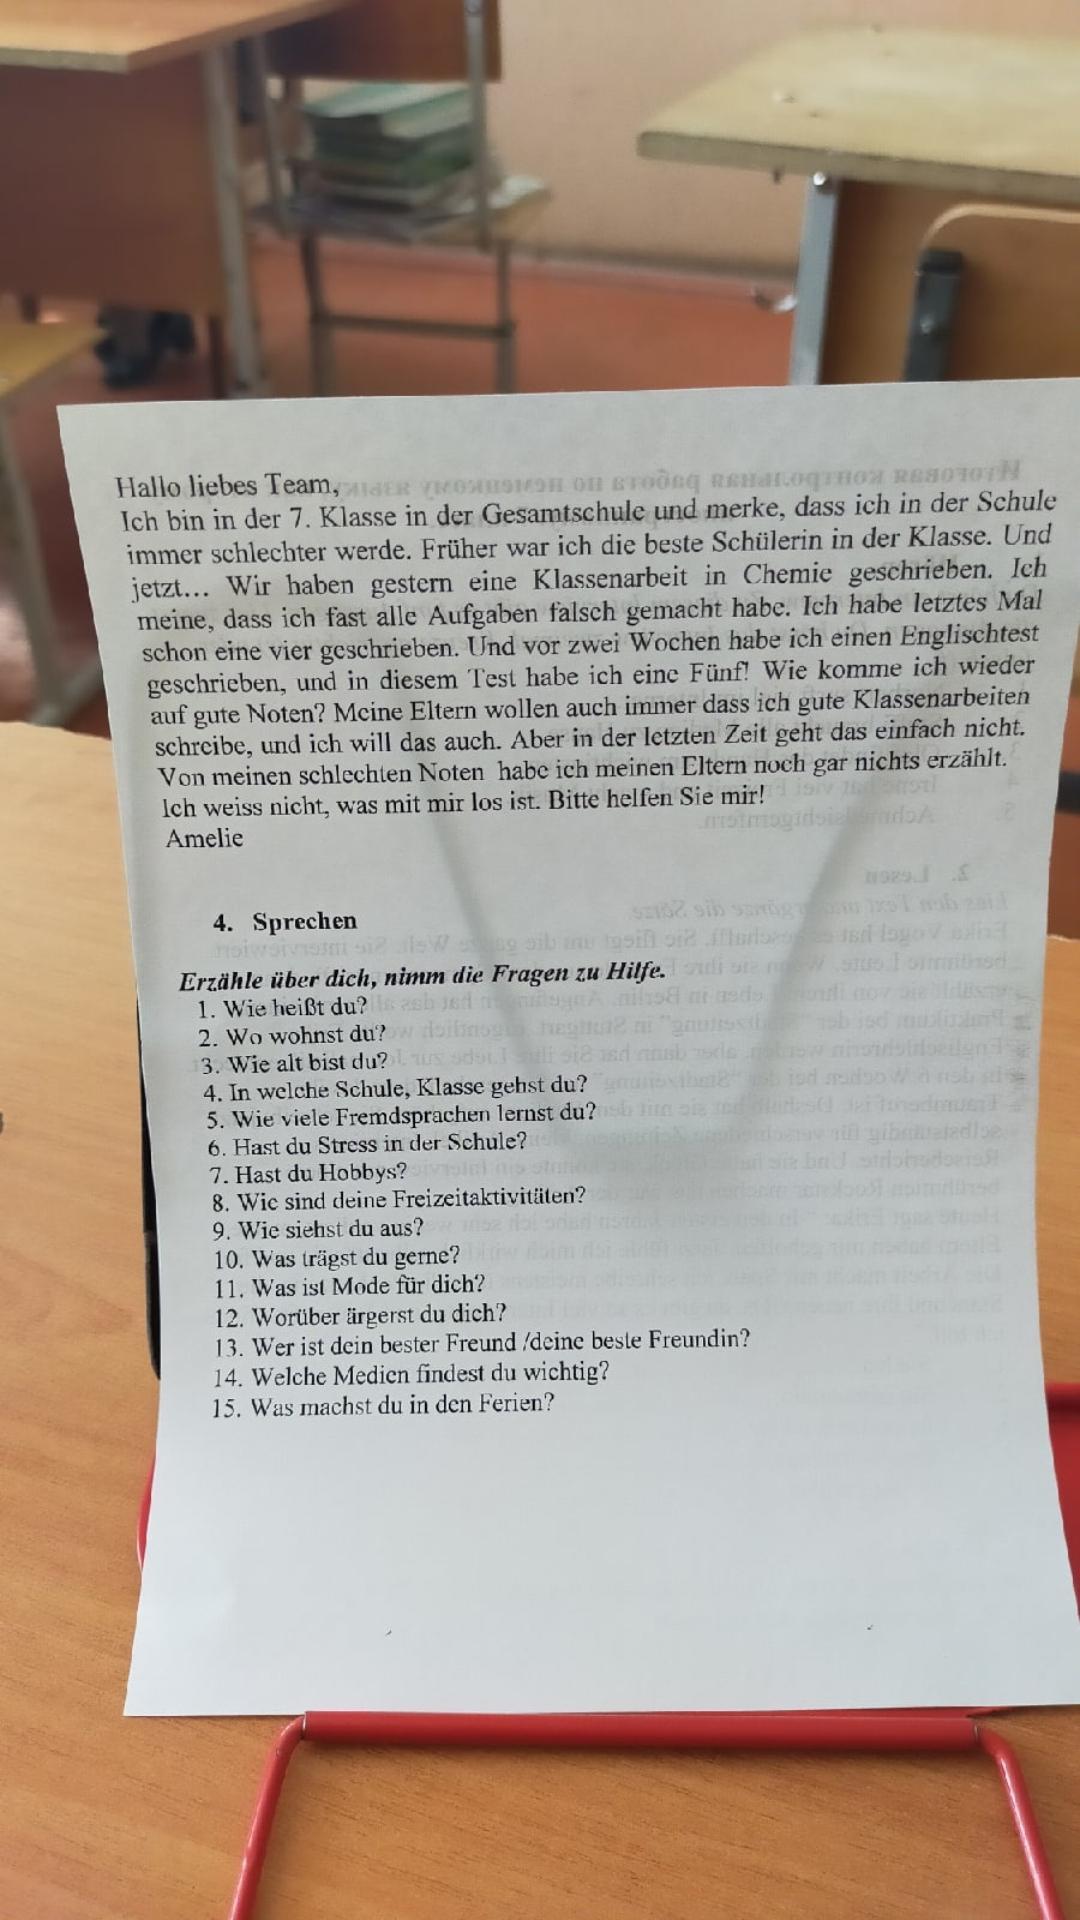 Hallo liebes Team,
Ich bin in der 7. Klasse in der Gesamtschule und merke, dass ich in der Schule
immer schlechter werde. Früher war ich die beste Schülerin in der Klasse. Und
jetzt... Wir haben gestern eine Klassenarbeit in Chemie geschrieben. Ich
meine, dass ich fast alle Aufgaben falsch gemacht habe. Ich habe letztes Mal
schon eine vier geschrieben. Und vor zwei Wochen habe ich einen Englischtest
geschrieben, und in diesem Test habe ich eine Fünf! Wie komme ich wieder
auf gute Noten? Meine Eltern wollen auch immer dass ich gute Klassenarbeiten
schreibe, und ich will das auch. Aber in der letzten Zeit geht das einfach nicht.
Von meinen schlechten Noten habe ich meinen Eltern noch gar nichts erzählt.
Ich weiss nicht, was mit mir los ist. Bitte helfen Sie mir!
Amelie
4. Sprechen
Erzähle über dich, nimm die Fragen zu Hilfe.
1. Wie heißt du?
2. Wo wohnst du?
3. Wie alt bist du?
4. In welche Schule, Klasse gehst du?
5. Wie viele Fremdsprachen lernst du?
6. Hast du Stress in der Schule?
7. Hast du Hobbys?
8. Wie sind deine Freizeitaktivitäten?
9. Wie siehst du aus?
10. Was trägst du gerne?
11. Was ist Mode für dich?
12. Worüber ärgerst du dich?
13. Wer ist dein bester Freund /deine beste Freundin?
14. Welche Medien findest du wichtig?
15. Was machst du in den Ferien?